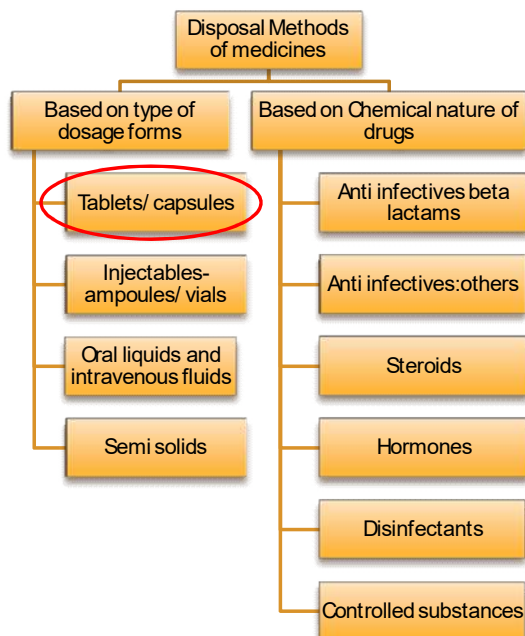 Disposal Methods
of medicines
Based on type of
dosage forms
Based on Chemical nature of
drugs
Tablets/ capsules
Injectables-
ampoules/ vials
Oral liquids and
intravenous fluids
Semi solids
Anti infectives beta
lactams
Anti infectives:others
Steroids
Hormones
Disinfectants
Controlled substances